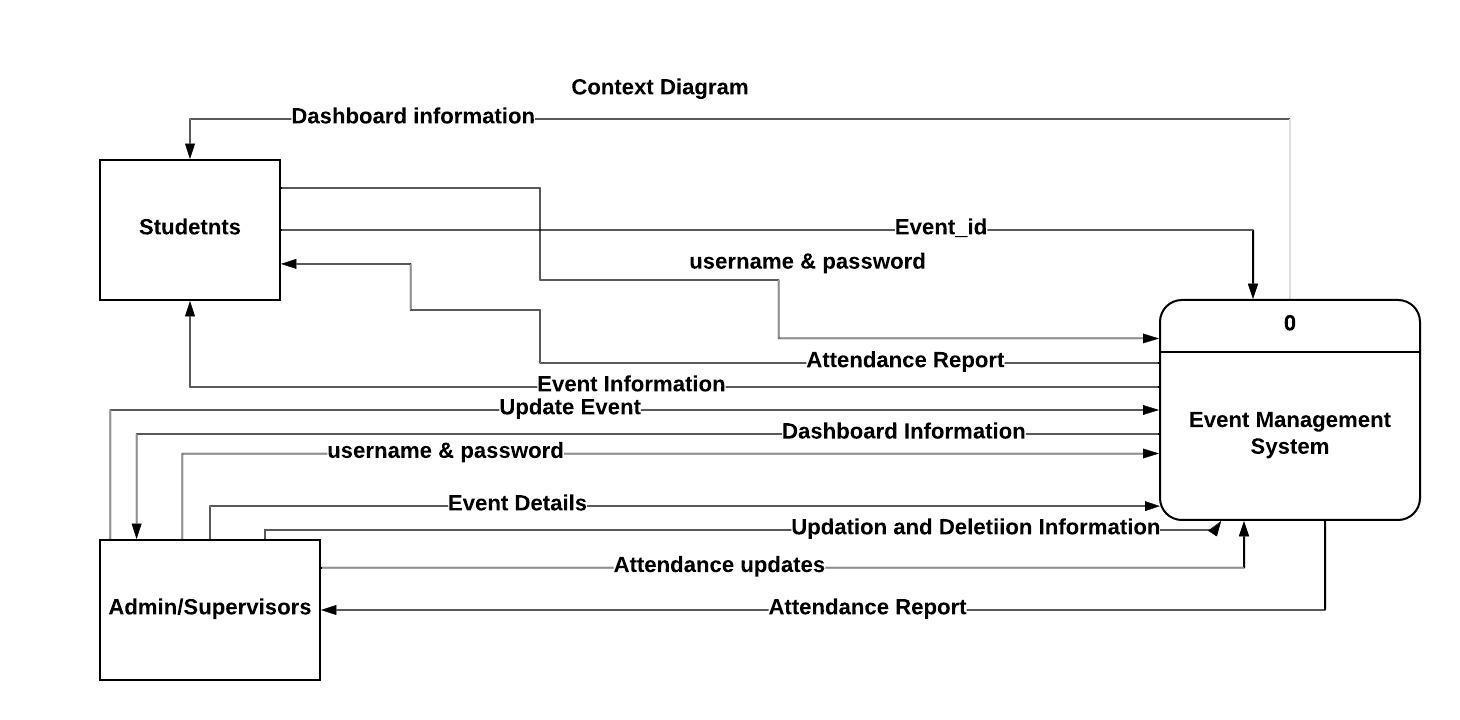 Context Diagram
Dashboard information
Studetnts
Event_id
username & password
0
Attendance Report
Event Information
Update Event
Event Management
System
Dashboard Information
username & password
Event Details
Updation and Deletiion Information
Attendance updates
Admin/Supervisors
Attendance Report